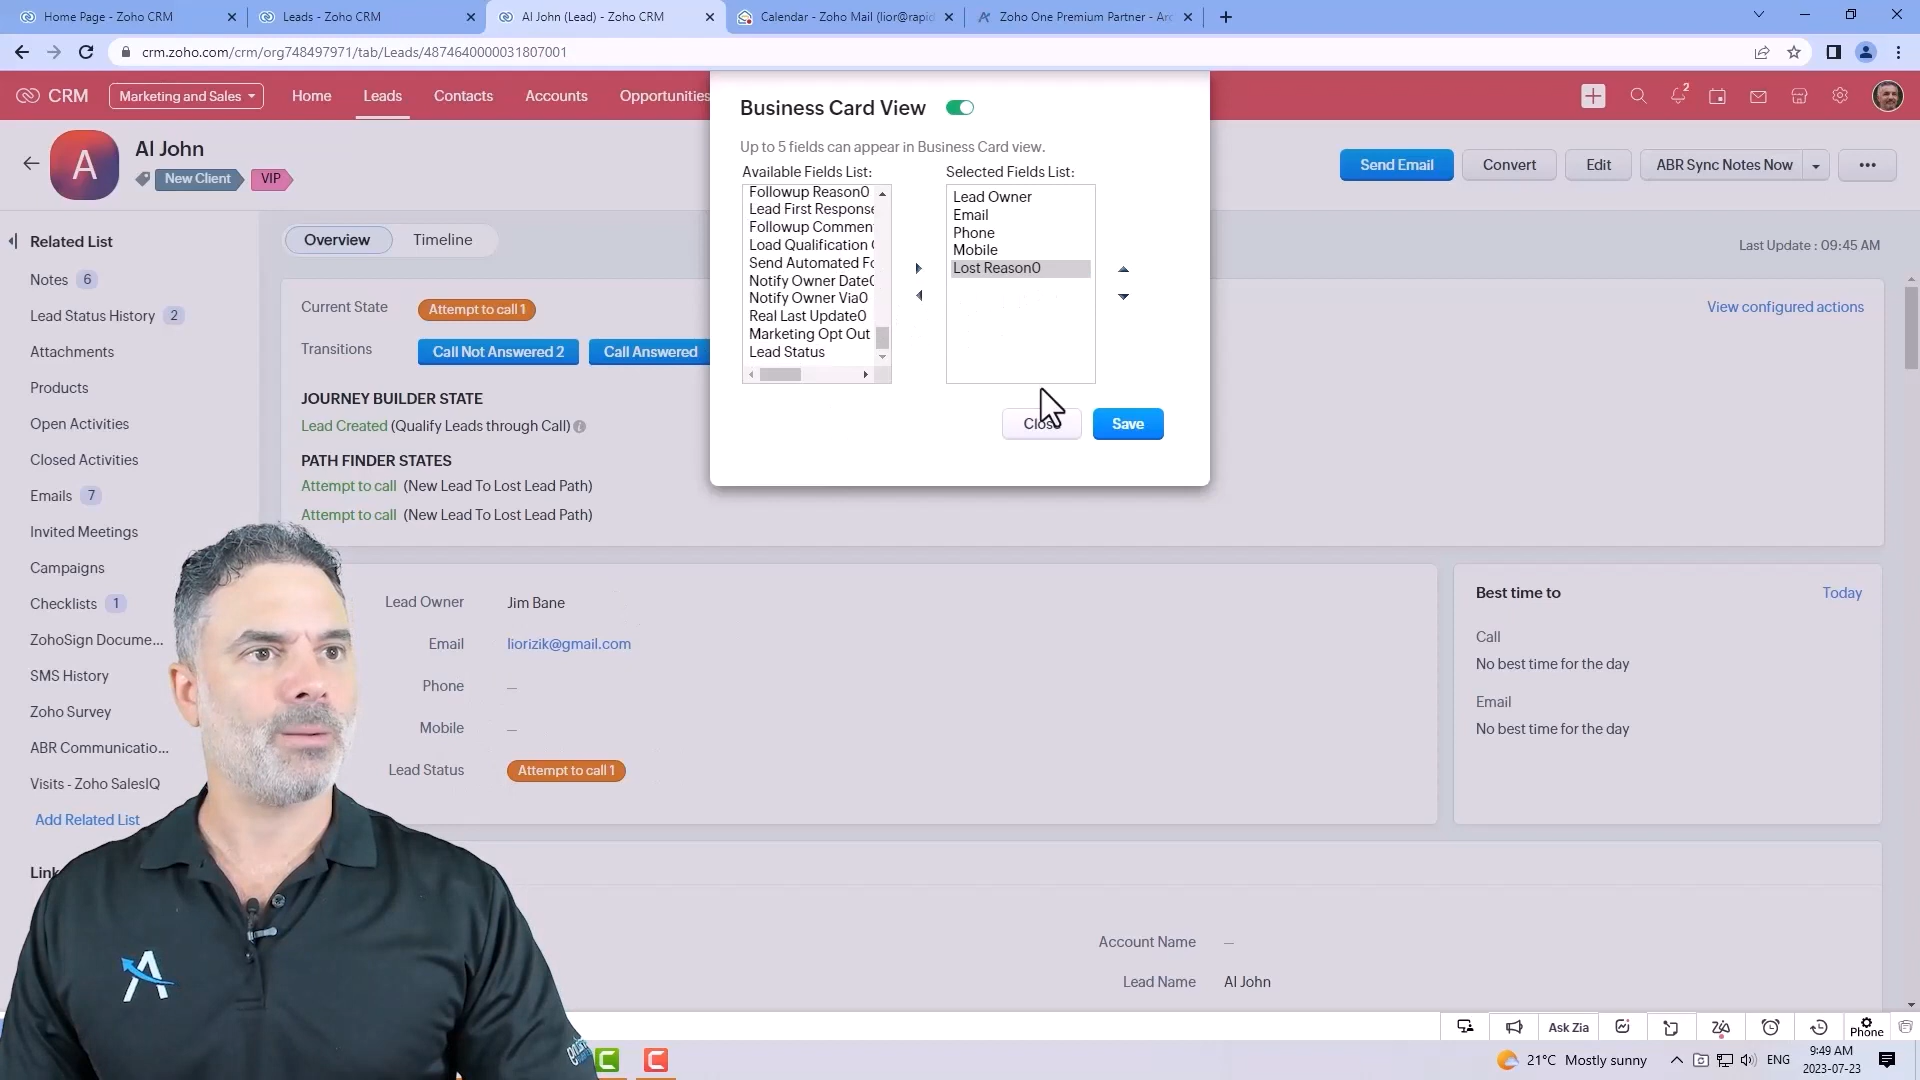 Home Page - Zoho CRM
Leads - Zoho CRM
Al John (Lead) - Zoho CRM
Calendar - Zoho Mail (lior@rapid
Zoho One Premium Partner - Arc
crm.zoho.com/crm/org748497971/tab/Leads/4874640000031807001
CRM
Marketing and Sales
Home
Leads
Contacts
Accounts
Opportunities
2
A
Al John
New Client
VIP
Send Email
Convert
Edit
ABR Sync Notes Now
Business Card View
Up to 5 fields can appear in Business Card view.
Available Fields List:
Followup Reason0
Lead First Response
Followup Commen
Load Qualification
Send Automated Fo
Notify Owner Date0
Notify Owner Via0
Real Last Update0
Marketing Opt Out
Lead Status
Selected Fields List:
Lead Owner
Email
Phone
Mobile
Lost Reason0
Close
Save
Related List
Notes 6
Lead Status History 2
Attachments
Products
Open Activities
Closed Activities
Emails 7
Invited Meetings
Campaigns
Checklists 1
ZohoSign Docume...
SMS History
Zoho Survey
ABR Communicatio...
Visits - Zoho SalesIQ
Add Related List
Link
Overview
Timeline
Last Update : 09:45 AM
Current State
Attempt to call 1
View configured actions
Transitions
Call Not Answered 2
Call Answered
JOURNEY BUILDER STATE
Lead Created (Qualify Leads through Call)
PATH FINDER STATES
Attempt to call (New Lead To Lost Lead Path)
Attempt to call (New Lead To Lost Lead Path)
Lead Owner Jim Bane
Email liorizik@gmail.com
Phone —
Mobile —
Lead Status Attempt to call 1
Best time to
Today
Call
No best time for the day
Email
No best time for the day
Account Name —
Lead Name Al John
Ask Zia
Phone
21°C Mostly sunny
ENG
9:49 AM
2023-07-23